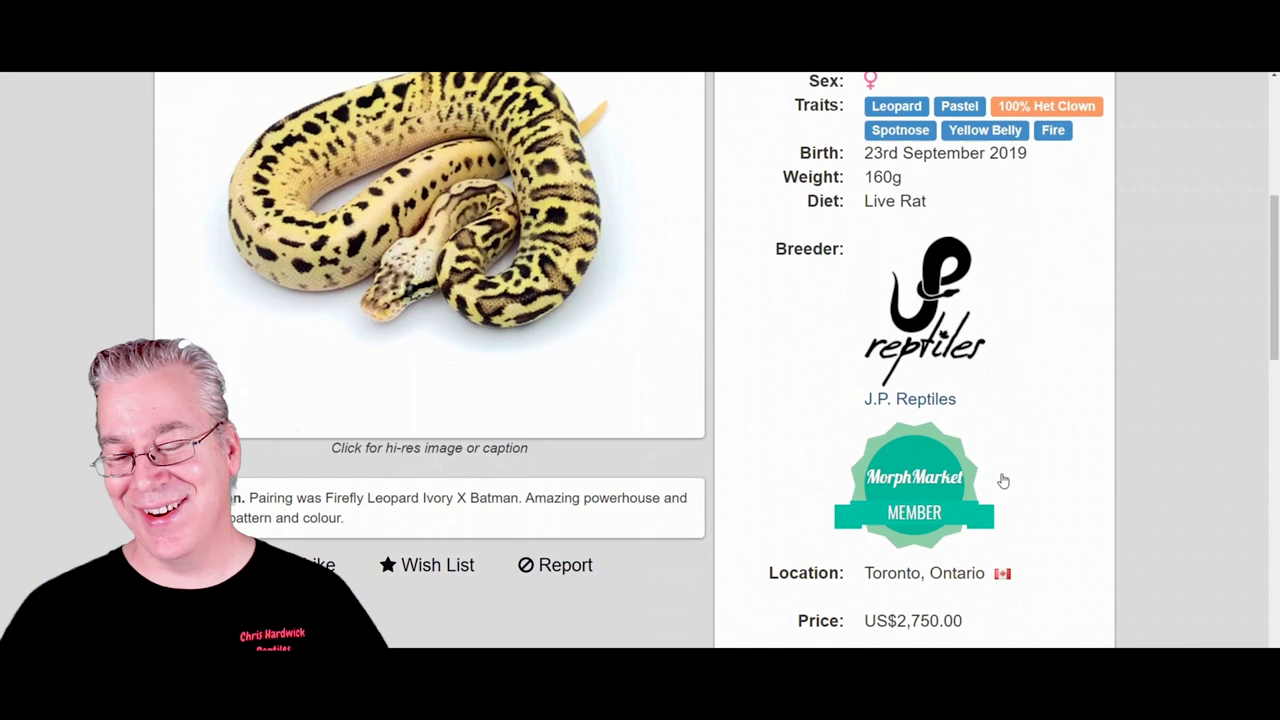 Sex:
Traits: Leopard Pastel 100% Het Clown
Spotnose Yellow Belly Fire
Birth: 23rd September 2019
Weight: 160g
Diet: Live Rat
Breeder:
JP reptiles
J.P. Reptiles
MorphMarket
MEMBER
Location: Toronto, Ontario
Price: US$2,750.00
Click for hi-res image or caption
n. Pairing was Firefly Leopard Ivory X Batman. Amazing powerhouse and
pattern and colour.
Wish List Report
Chris Hardwick
Reptiles